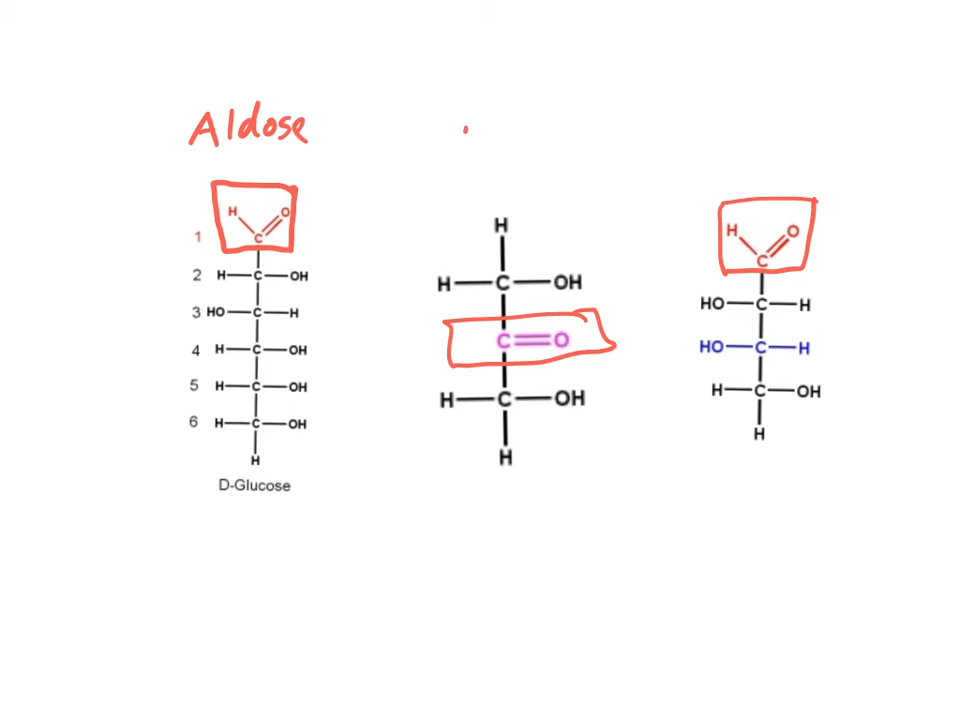 Aldose
H O
1 C
2 H C OH
3 HO C H
4 H C OH
5 H C OH
6 H C OH
H
D-Glucose
H
H C OH
C O
H C OH
H
H O
C
HO C H
HO C H
H C OH
H